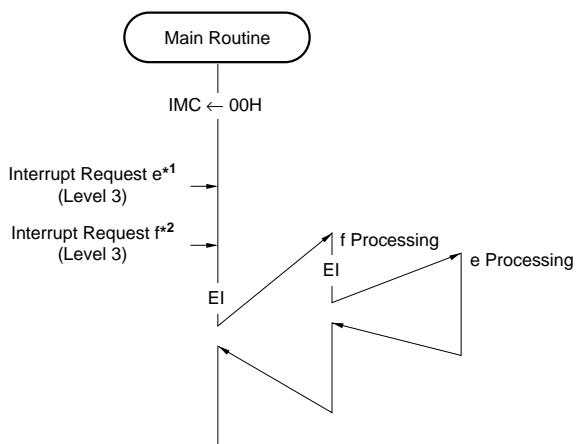 Main Routine
IMC ← 00H
Interrupt Request e*1
(Level 3)
Interrupt Request f*2
(Level 3)
f Processing
EI
e Processing
EI